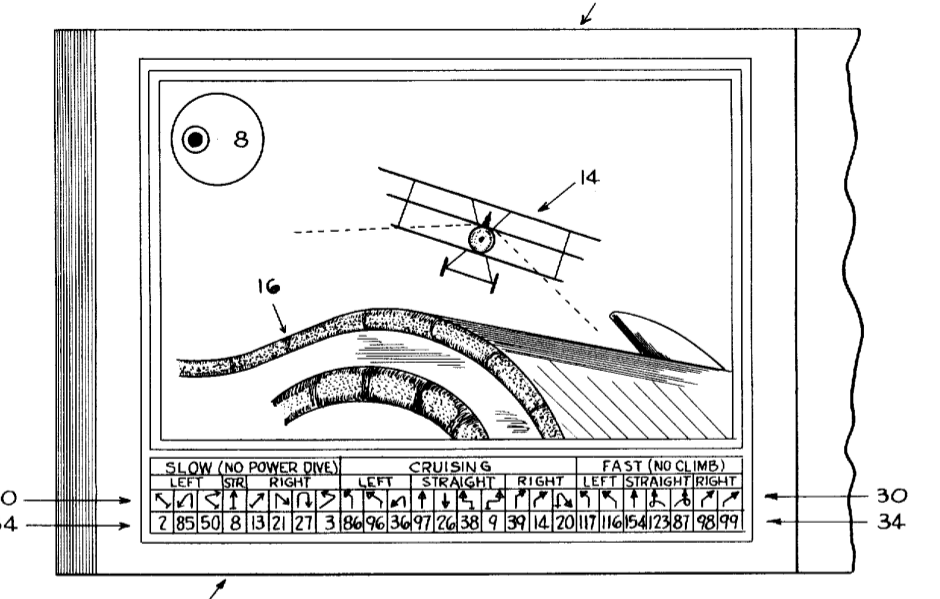 8
14
16
SLOW (NO POWER DIVE) CRUISING FAST (NO CLIMB)
LEFT STR RIGHT LEFT STRAIGHT RIGHT LEFT STRAIGHT RIGHT
0 30
2 85 50 8 13 21 27 3 86 96 36 97 26 38 9 39 14 20 117 116 154 123 87 98 99
4 34